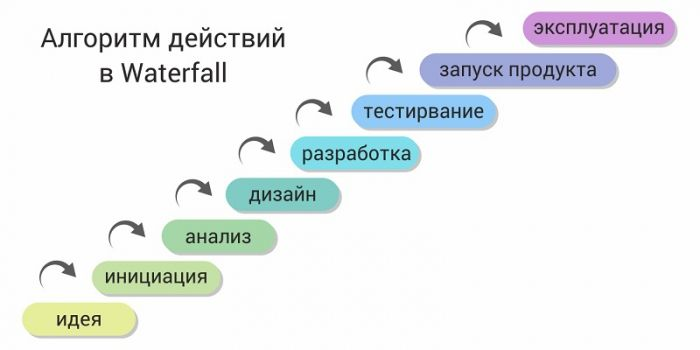 Алгоритм действий
в Waterfall
эксплуатация
запуск продукта
тестирвание
разработка
дизайн
анализ
инициация
идея